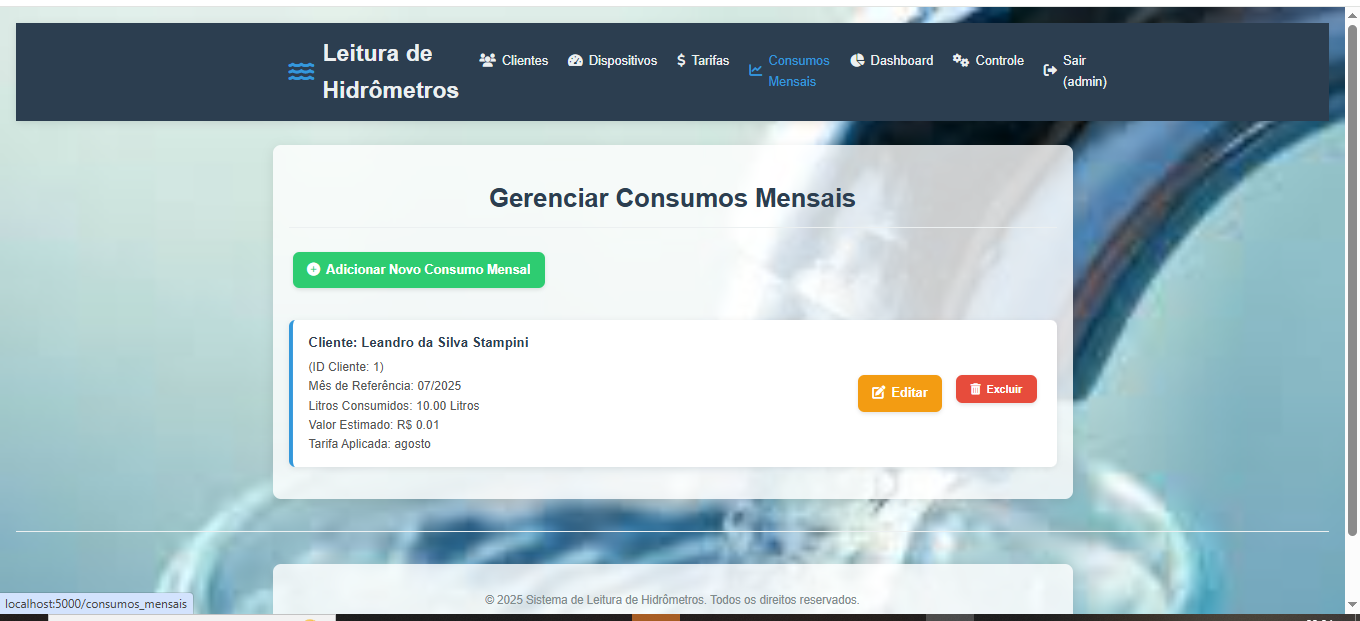 Leitura de
Hidrômetros
Clientes
Dispositivos
Tarifas
Consumos
Mensais
Dashboard
Controle
Sair
(admin)
Gerenciar Consumos Mensais
Adicionar Novo Consumo Mensal
Cliente: Leandro da Silva Stampini
(ID Cliente: 1)
Mês de Referência: 07/2025
Litros Consumidos: 10.00 Litros
Valor Estimado: R$ 0.01
Tarifa Aplicada: agosto
Editar
Excluir
© 2025 Sistema de Leitura de Hidrômetros. Todos os direitos reservados.
localhost:5000/consumos_mensais